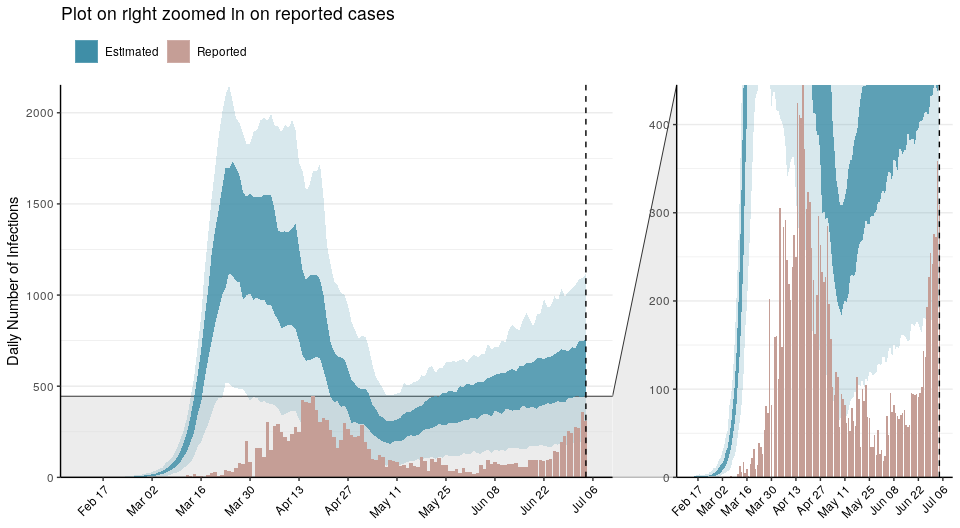 Plot on right zoomed in on reported cases
Estimated Reported
Daily Number of Infections
2000
1500
1000
500
0
Feb 17 Mar 02 Mar 16 Mar 30 Apr 13 Apr 27 May 11 May 25 Jun 08 Jun 22 Jul 06
400
300
200
100
0
Feb 17 Mar 02 Mar 16 Mar 30 Apr 13 Apr 27 May 11 May 25 Jun 08 Jun 22 Jul 06